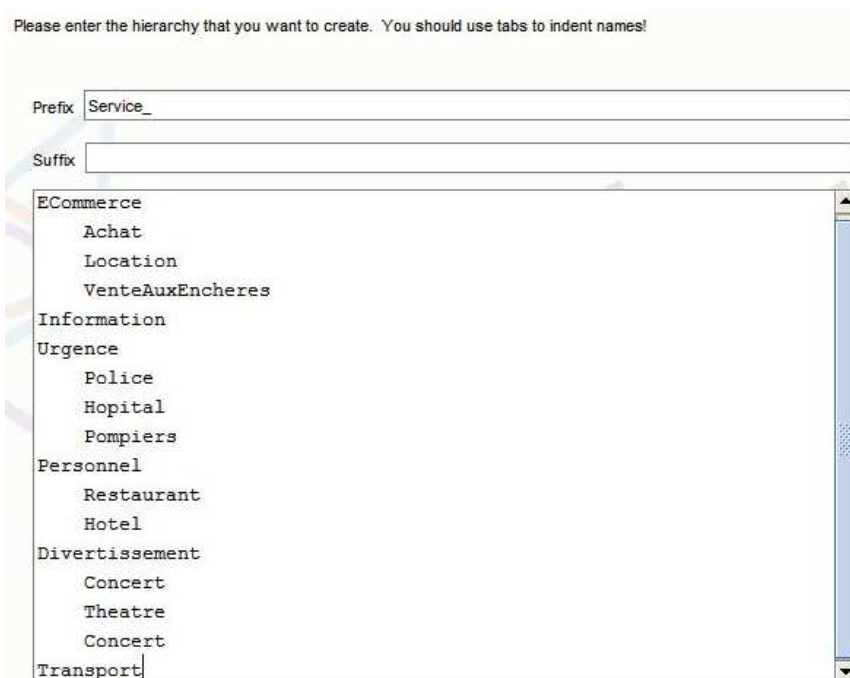 Please enter the hierarchy that you want to create. You should use tabs to indent names!
Prefix Service_
Suffix
ECommerce
Achat
Location
VenteAuxEncheres
Information
Urgence
Police
Hopital
Pompiers
Personnel
Restaurant
Hotel
Divertissement
Concert
Theatre
Concert
Transport